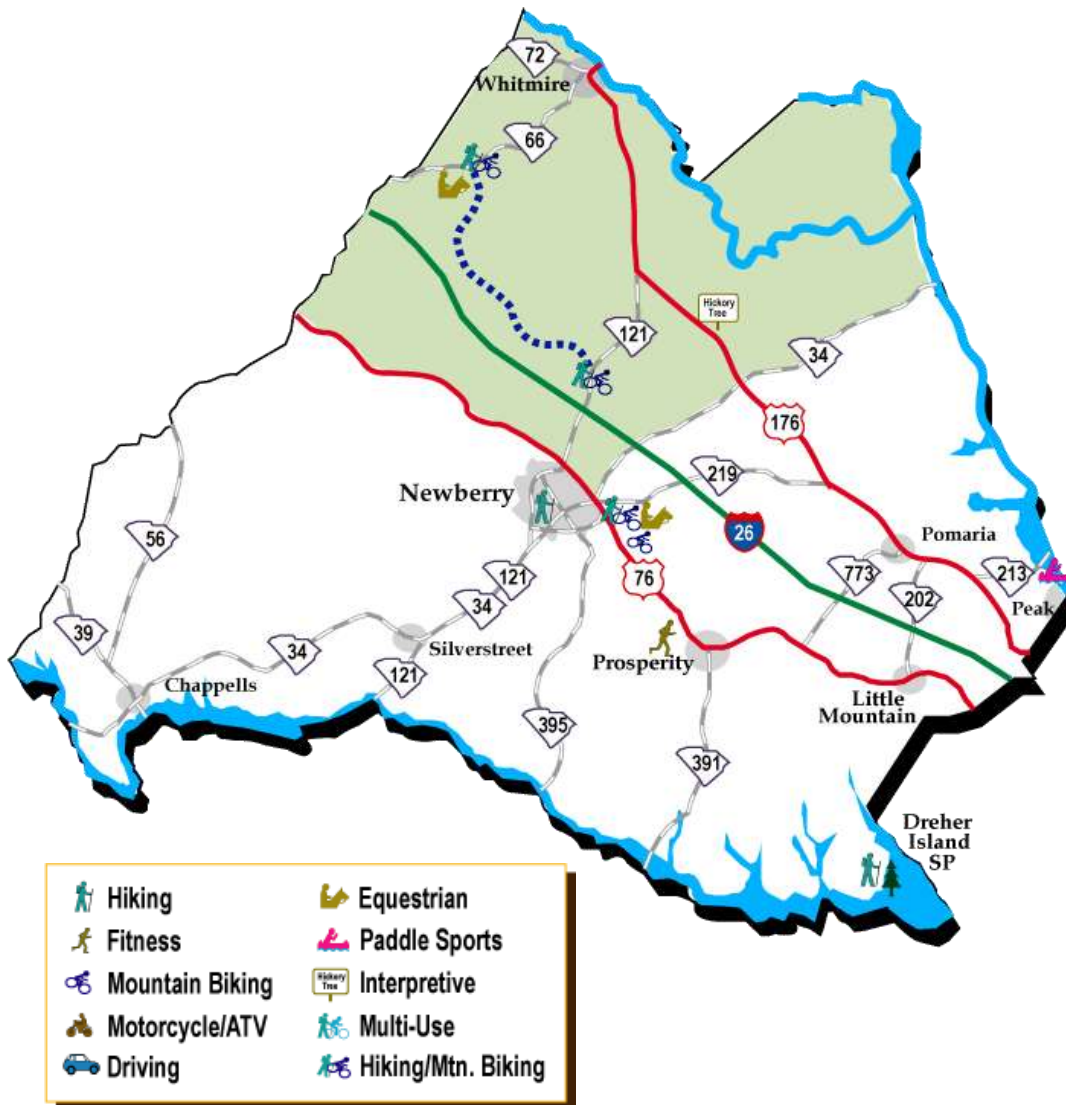 72
Whitmire
66
Hickory
Tree
121
34
176
219
Newberry
26
Pomaria
56
121
773
213
76
202
Peak
34
39
Silverstreet
34
Prosperity
121
Chappells
Little
Mountain
395
391
Dreher
Island
SP
Hiking
Equestrian
Fitness
Paddle Sports
Mountain Biking
Hickory
Tree
Interpretive
Motorcycle/ATV
Multi-Use
Driving
Hiking/Mtn. Biking